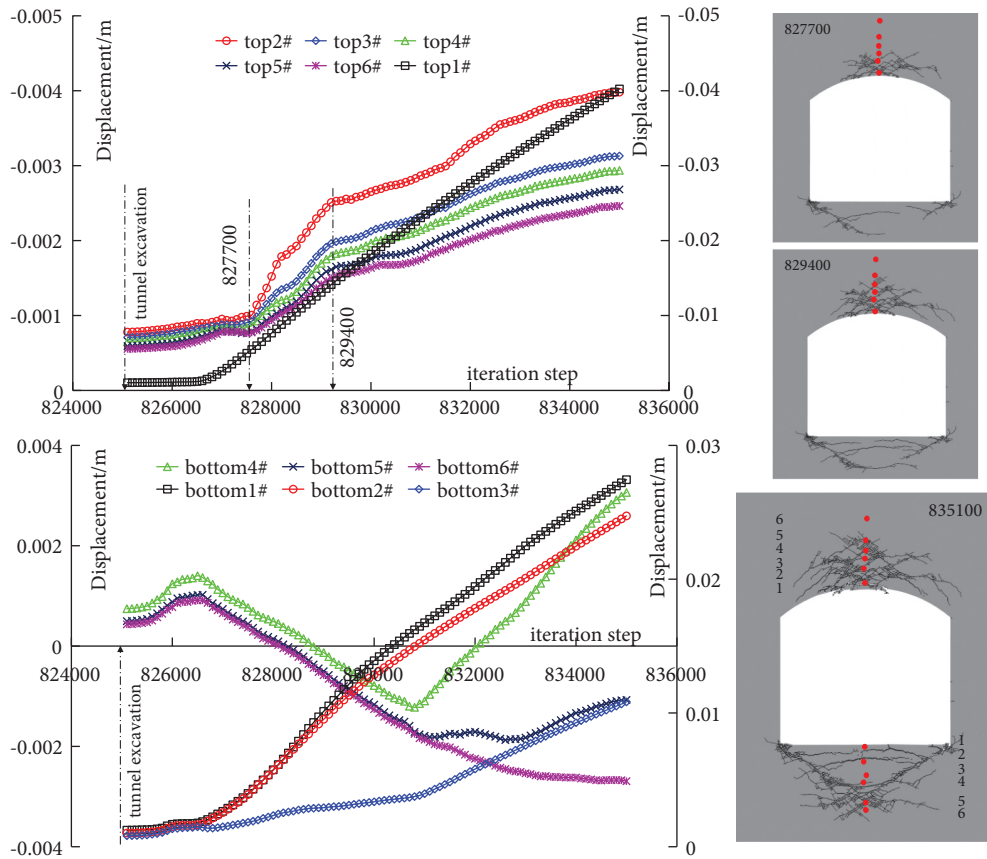 -0.005
-0.004
-0.003
-0.002
-0.001
0
Displacement/m
top2# top3# top4#
top5# top6# top1#
-0.05
-0.04
-0.03
-0.02
-0.01
0
Displacement/m
tunnel excavation
827700
829400
iteration step
824000 826000 828000 830000 832000 834000 836000
0.004
0.002
0
-0.002
-0.004
Displacement/m
bottom4# bottom5# bottom6#
bottom1# bottom2# bottom3#
0.03
0.02
0.01
0
Displacement/m
iteration step
824000 826000 828000 830000 832000 834000 836000
tunnel excavation
827700
829400
835100
6
5
4
3
2
1
1
2
3
4
5
6